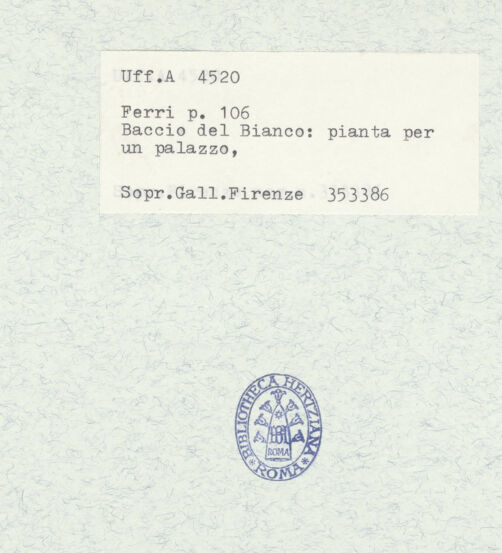 Uff.A 4520
Ferri p. 106
Baccio del Bianco: pianta per
un palazzo,
Sopr.Gall.Firenze 353386
BIBLIOTHECA HERTZIANA
* ROMA *
ROMA